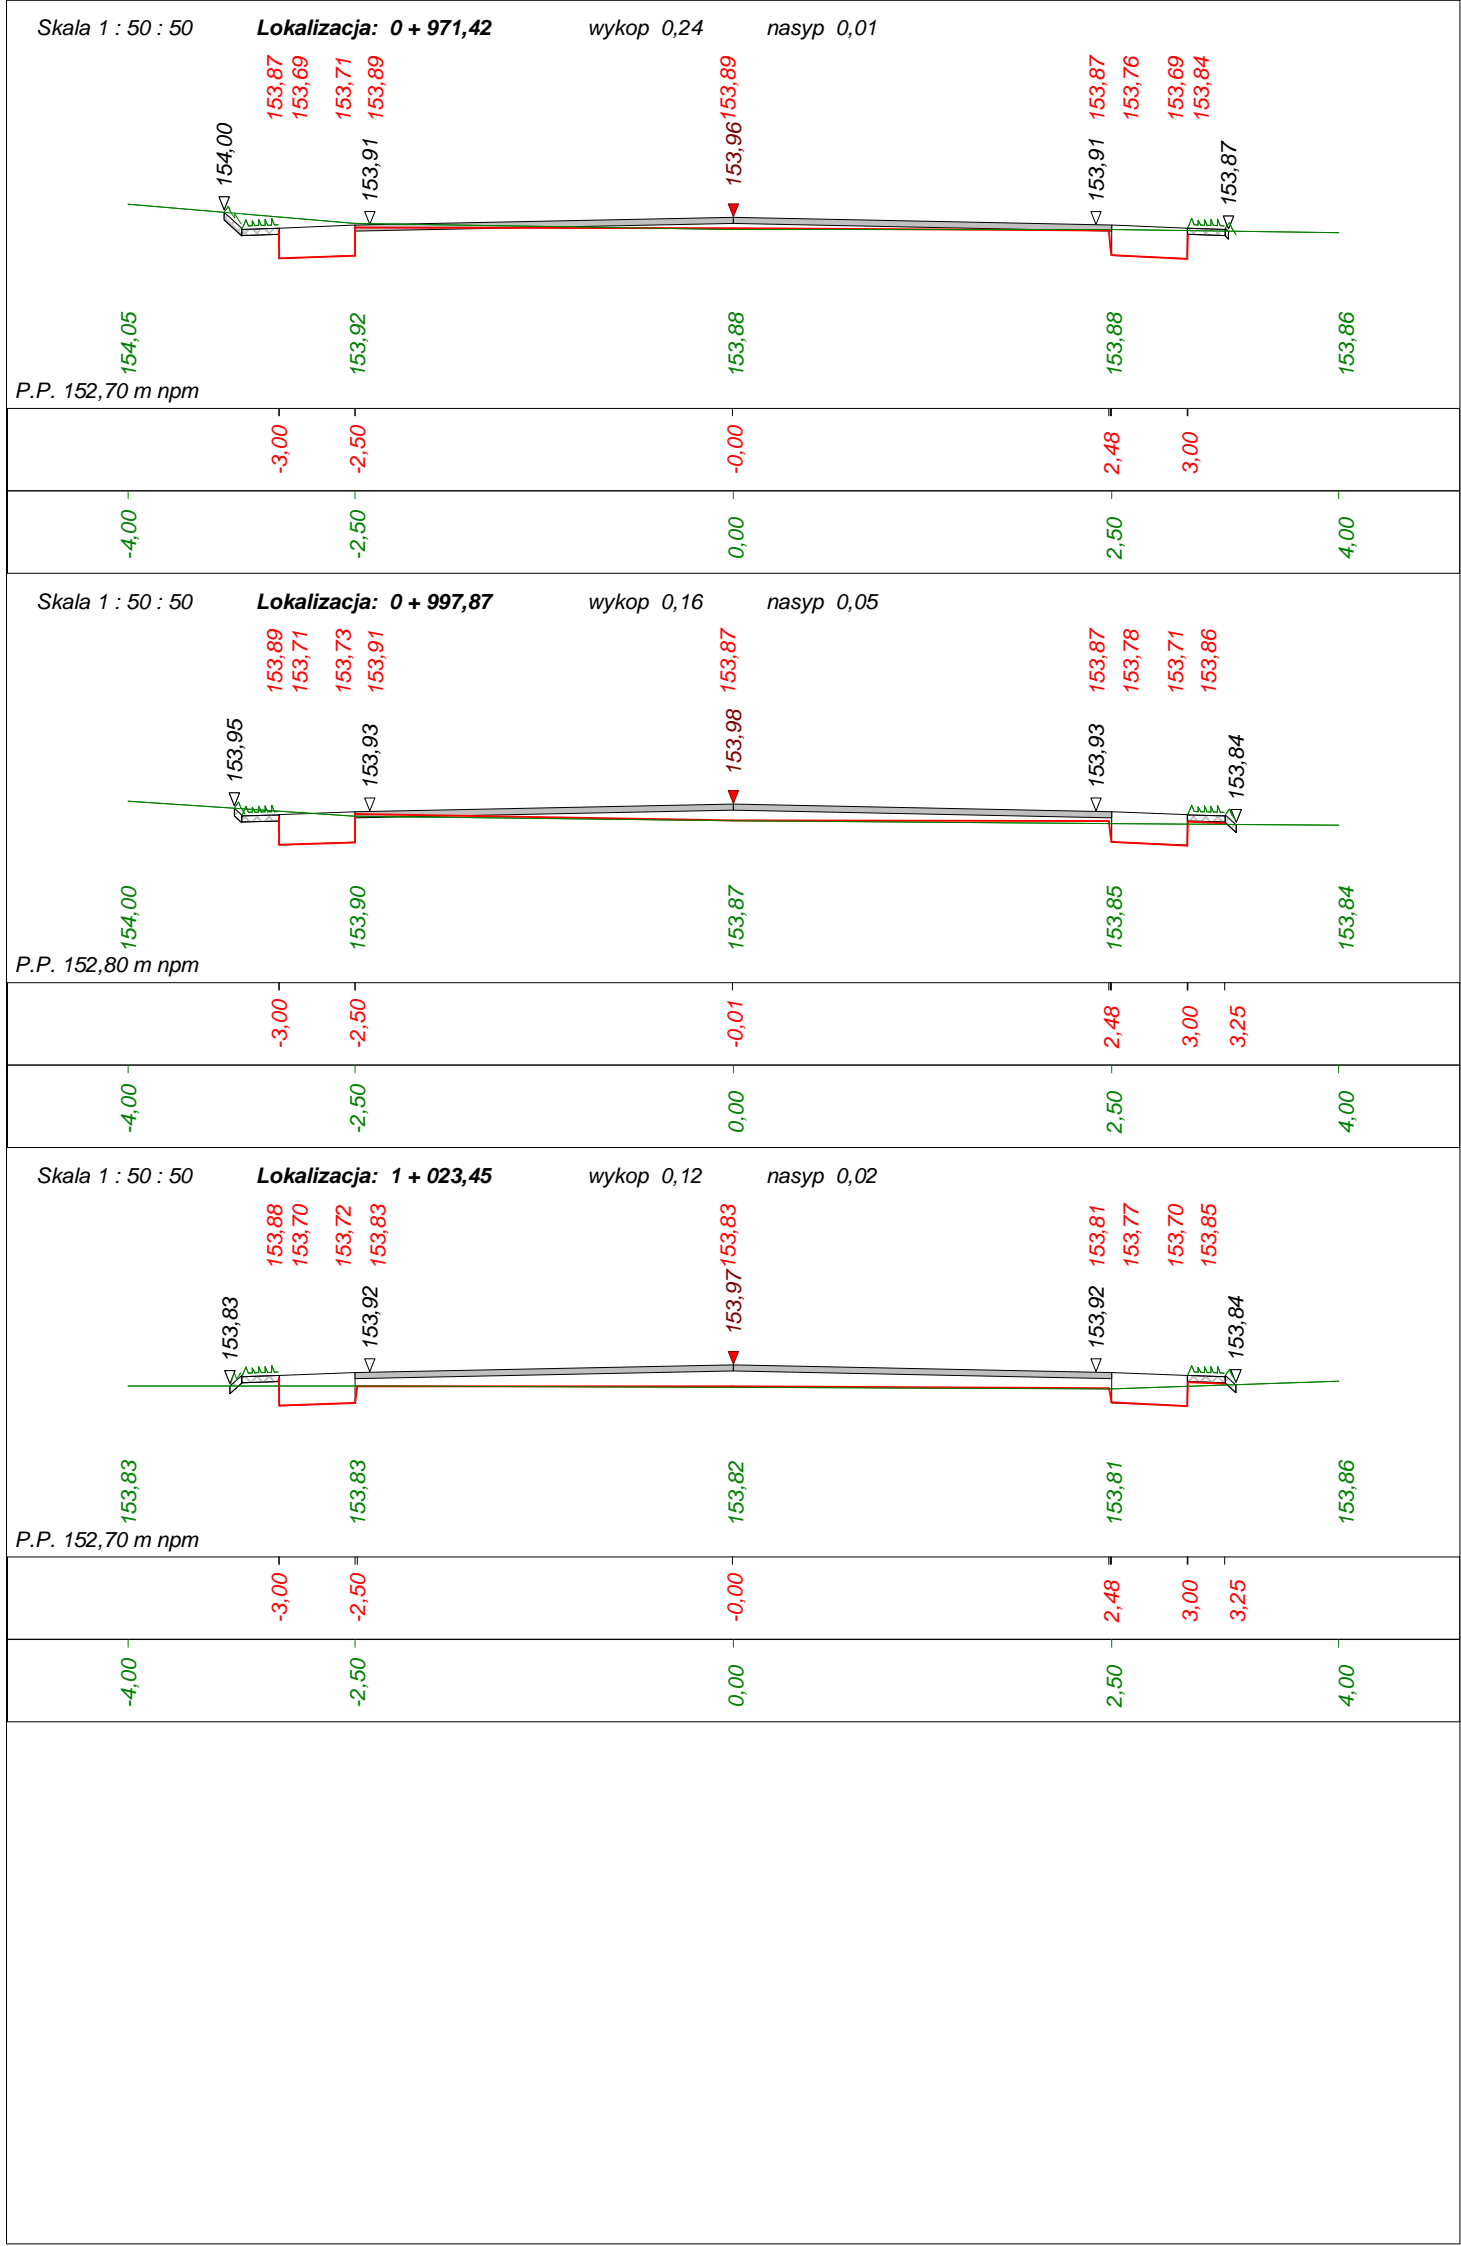 Skala 1 : 50 : 50 Lokalizacja: 0 + 971,42 wykop 0,24 nasyp 0,01
153,87 153,69 153,71 153,89 153,89 153,87 153,76 153,69 153,84
154,00 153,91 153,96 153,91 153,87
154,05 153,92 153,88 153,88 153,86
P.P. 152,70 m npm
-3,00 -2,50 -0,00 2,48 3,00
-4,00 -2,50 0,00 2,50 4,00
Skala 1 : 50 : 50 Lokalizacja: 0 + 997,87 wykop 0,16 nasyp 0,05
153,89 153,71 153,73 153,91 153,87 153,87 153,78 153,71 153,86
153,95 153,93 153,98 153,93 153,84
154,00 153,90 153,87 153,85 153,84
P.P. 152,80 m npm
-3,00 -2,50 -0,01 2,48 3,00 3,25
-4,00 -2,50 0,00 2,50 4,00
Skala 1 : 50 : 50 Lokalizacja: 1 + 023,45 wykop 0,12 nasyp 0,02
153,88 153,70 153,72 153,83 153,83 153,81 153,77 153,70 153,85
153,83 153,92 153,97 153,92 153,84
153,83 153,83 153,82 153,81 153,86
P.P. 152,70 m npm
-3,00 -2,50 -0,00 2,48 3,00 3,25
-4,00 -2,50 0,00 2,50 4,00